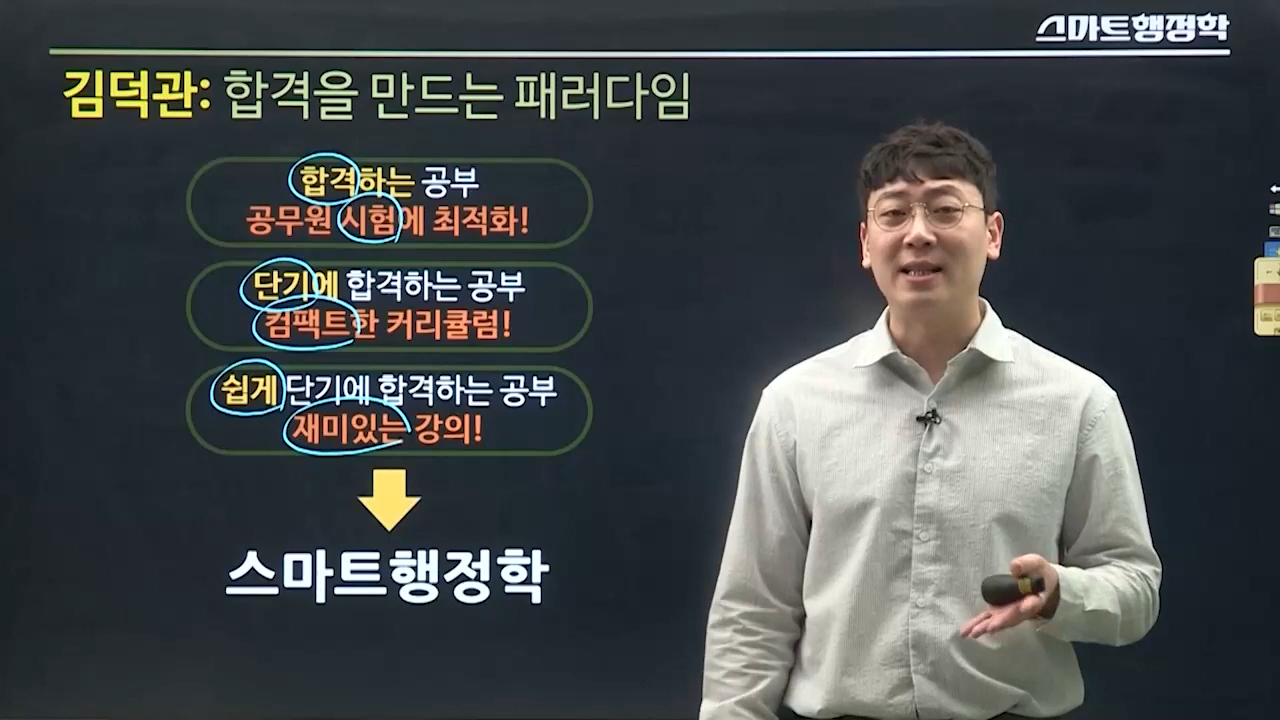 스마트행정학
김덕관: 합격을 만드는 패러다임
합격하는 공부
공무원 시험에 최적화!
단기에 합격하는 공부
컴팩트한 커리큘럼!
쉽게 단기에 합격하는 공부
재미있는 강의!
스마트행정학